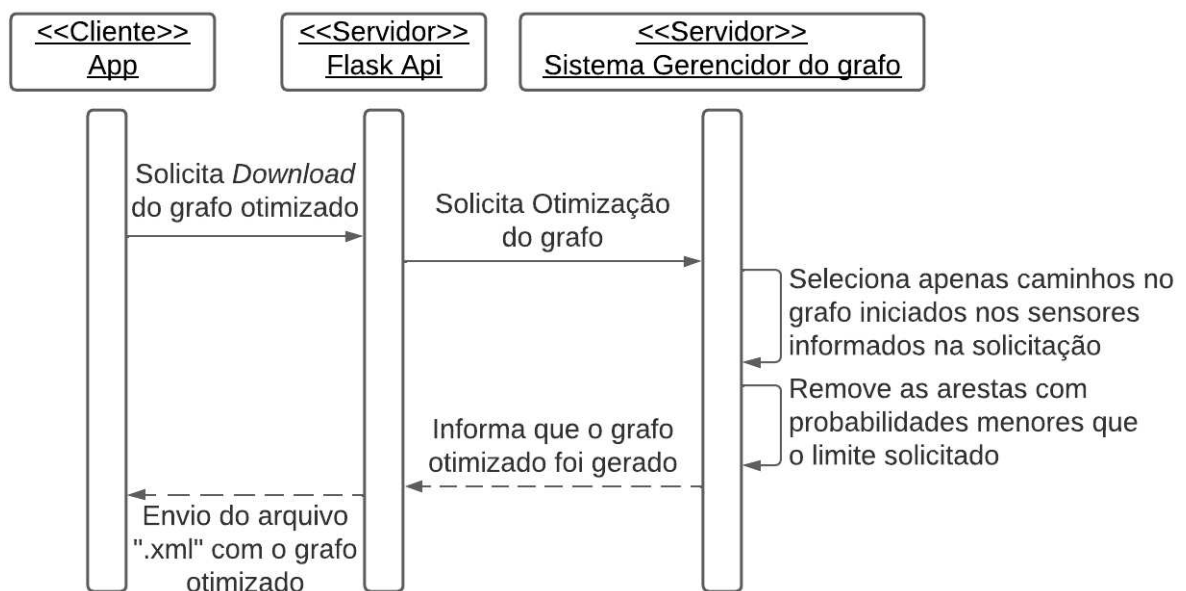 <<Cliente>>
App
<<Servidor>>
Flask Api
<<Servidor>>
Sistema Gerencidor do grafo
Solicita Download
do grafo otimizado
Solicita Otimização
do grafo
Seleciona apenas caminhos no
grafo iniciados nos sensores
informados na solicitação
Remove as arestas com
probabilidades menores que
o limite solicitado
Informa que o grafo
otimizado foi gerado
Envio do arquivo
".xml" com o grafo
otimizado